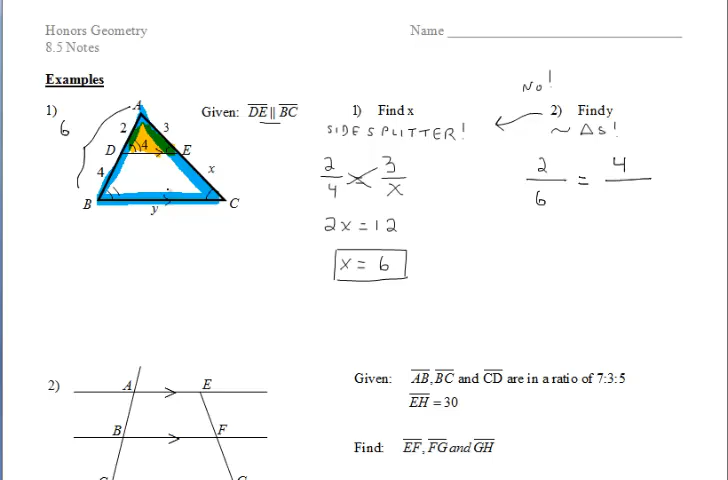 Honors Geometry Name
8.5 Notes
Examples
1) Given: DE || BC 1) Find x 2) Find y
No!
SIDE SPLITTER! ~ Δs!
6 A 2 3 D 4 E 4 x B y C
2/4 3/x
2/6 = 4/
2x = 12
x = 6
2) A E B F
Given: AB, BC and CD are in a ratio of 7:3:5
EH = 30
Find: EF, FG and GH